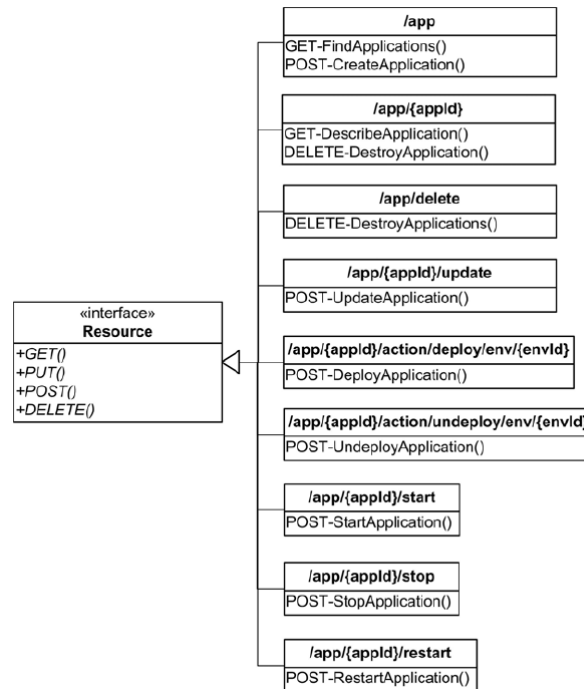 /app
GET-FindApplications()
POST-CreateApplication()
/app/{appId}
GET-DescribeApplication()
DELETE-DestroyApplication()
/app/delete
DELETE-DestroyApplications()
/app/{appId}/update
POST-UpdateApplication()
«interface»
Resource
+GET()
+PUT()
+POST()
+DELETE()
/app/{appId}/action/deploy/env/{envId}
POST-DeployApplication()
/app/{appId}/action/undeploy/env/{envId}
POST-UndeployApplication()
/app/{appId}/start
POST-StartApplication()
/app/{appId}/stop
POST-StopApplication()
/app/{appId}/restart
POST-RestartApplication()